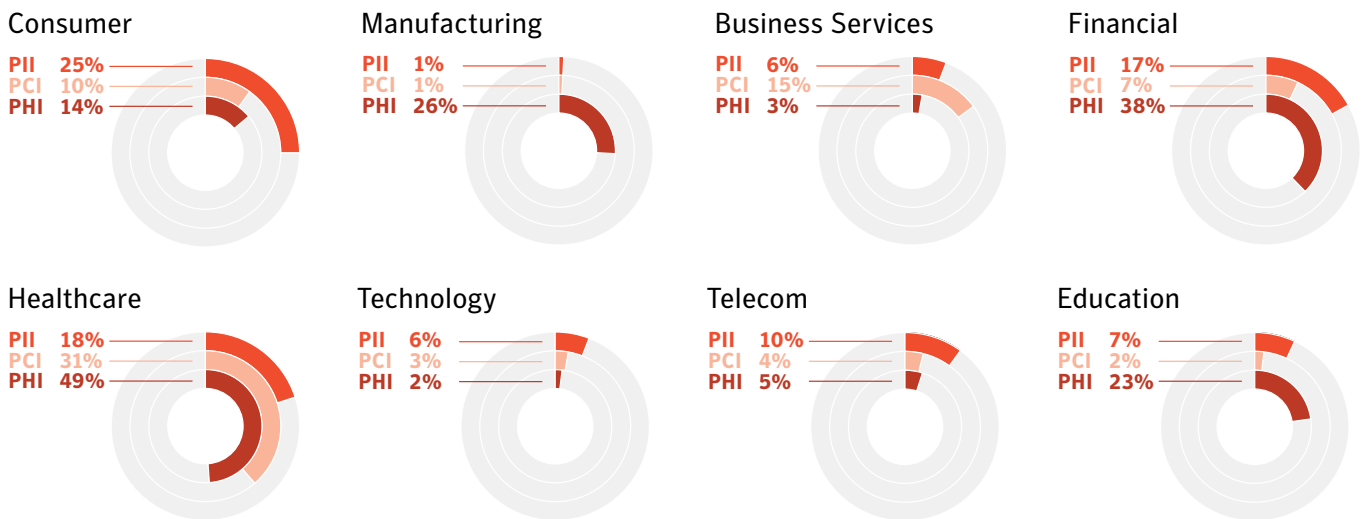 Consumer
PII 25%
PCI 10%
PHI 14%
Manufacturing
PII 1%
PCI 1%
PHI 26%
Business Services
PII 6%
PCI 15%
PHI 3%
Financial
PII 17%
PCI 7%
PHI 38%
Healthcare
PII 18%
PCI 31%
PHI 49%
Technology
PII 6%
PCI 3%
PHI 2%
Telecom
PII 10%
PCI 4%
PHI 5%
Education
PII 7%
PCI 2%
PHI 23%